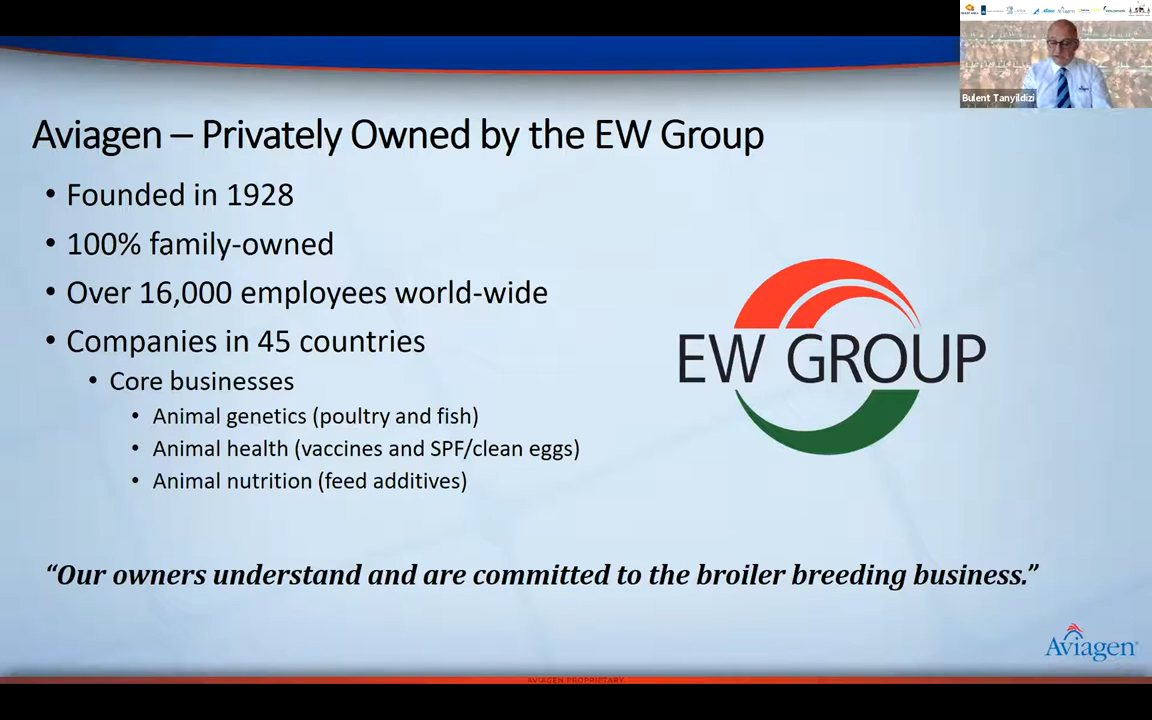 Aviagen – Privately Owned by the EW Group
• Founded in 1928
• 100% family-owned
• Over 16,000 employees world-wide
• Companies in 45 countries
• Core businesses
• Animal genetics (poultry and fish)
• Animal health (vaccines and SPF/clean eggs)
• Animal nutrition (feed additives)
EW GROUP
“Our owners understand and are committed to the broiler breeding business.”
Aviagen®
AVIAGEN PROPRIETARY
Bulent Tanyildizi